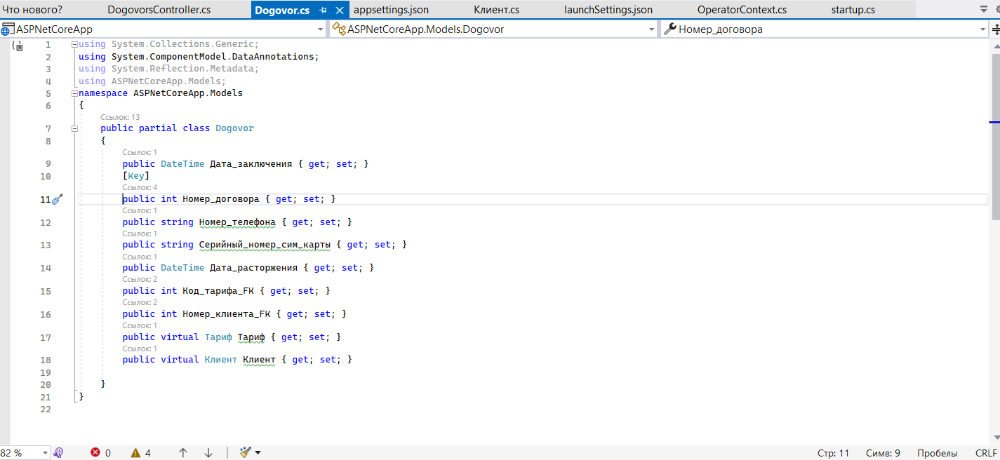 Что нового? DogovorsController.cs Dogovor.cs appsettings.json Клиент.cs launchSettings.json OperatorContext.cs startup.cs
ASPNetCoreApp ASPNetCoreApp.Models.Dogovor Номер_договора
1 using System.Collections.Generic;
2 using System.ComponentModel.DataAnnotations;
3 using System.Reflection.Metadata;
4 using ASPNetCoreApp.Models;
5 namespace ASPNetCoreApp.Models
6 {
Ссылок: 13
7 public partial class Dogovor
8 {
Ссылок: 1
9 public DateTime Дата_заключения { get; set; }
10 [Key]
Ссылок: 4
11 public int Номер_договора { get; set; }
Ссылок: 1
12 public string Номер_телефона { get; set; }
Ссылок: 1
13 public string Серийный_номер_сим_карты { get; set; }
Ссылок: 1
14 public DateTime Дата_расторжения { get; set; }
Ссылок: 2
15 public int Код_тарифа_FK { get; set; }
Ссылок: 2
16 public int Номер_клиента_FK { get; set; }
Ссылок: 1
17 public virtual Тариф Тариф { get; set; }
Ссылок: 1
18 public virtual Клиент Клиент { get; set; }
19
20 }
21 }
22
82 % 0 4 Стр: 11 Симв: 9 Пробелы CRLF